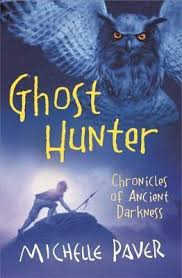 Ghost
Hunter
Chronicles
of Ancient
Darkness
MICHELLE PAVER